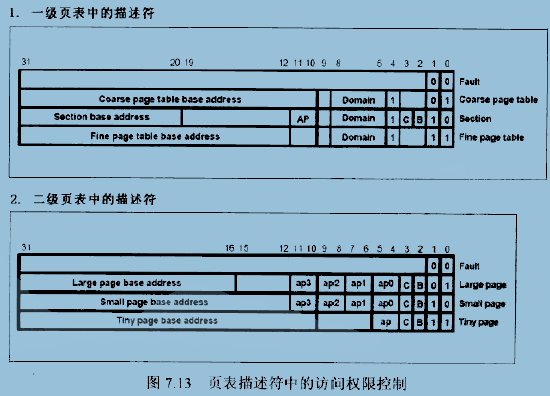 1. 一级页表中的描述符
31 20 19 12 11 10 9 8 5 4 3 2 1 0
0 0 Fault
Coarse page table base address Domain 1 0 1 Coarse page table
Section base address AP Domain 1 C B 1 0 Section
Fine page table base address Domain 1 1 1 Fine page table
2. 二级页表中的描述符
31 16 15 12 11 10 9 8 7 6 5 4 3 2 1 0
0 0 Fault
Large page base address ap3 ap2 ap1 ap0 C B 0 1 Large page
Small page base address ap3 ap2 ap1 ap0 C B 1 0 Small page
Tiny page base address ap C B 1 1 Tiny page
图 7.13 页表描述符中的访问权限控制